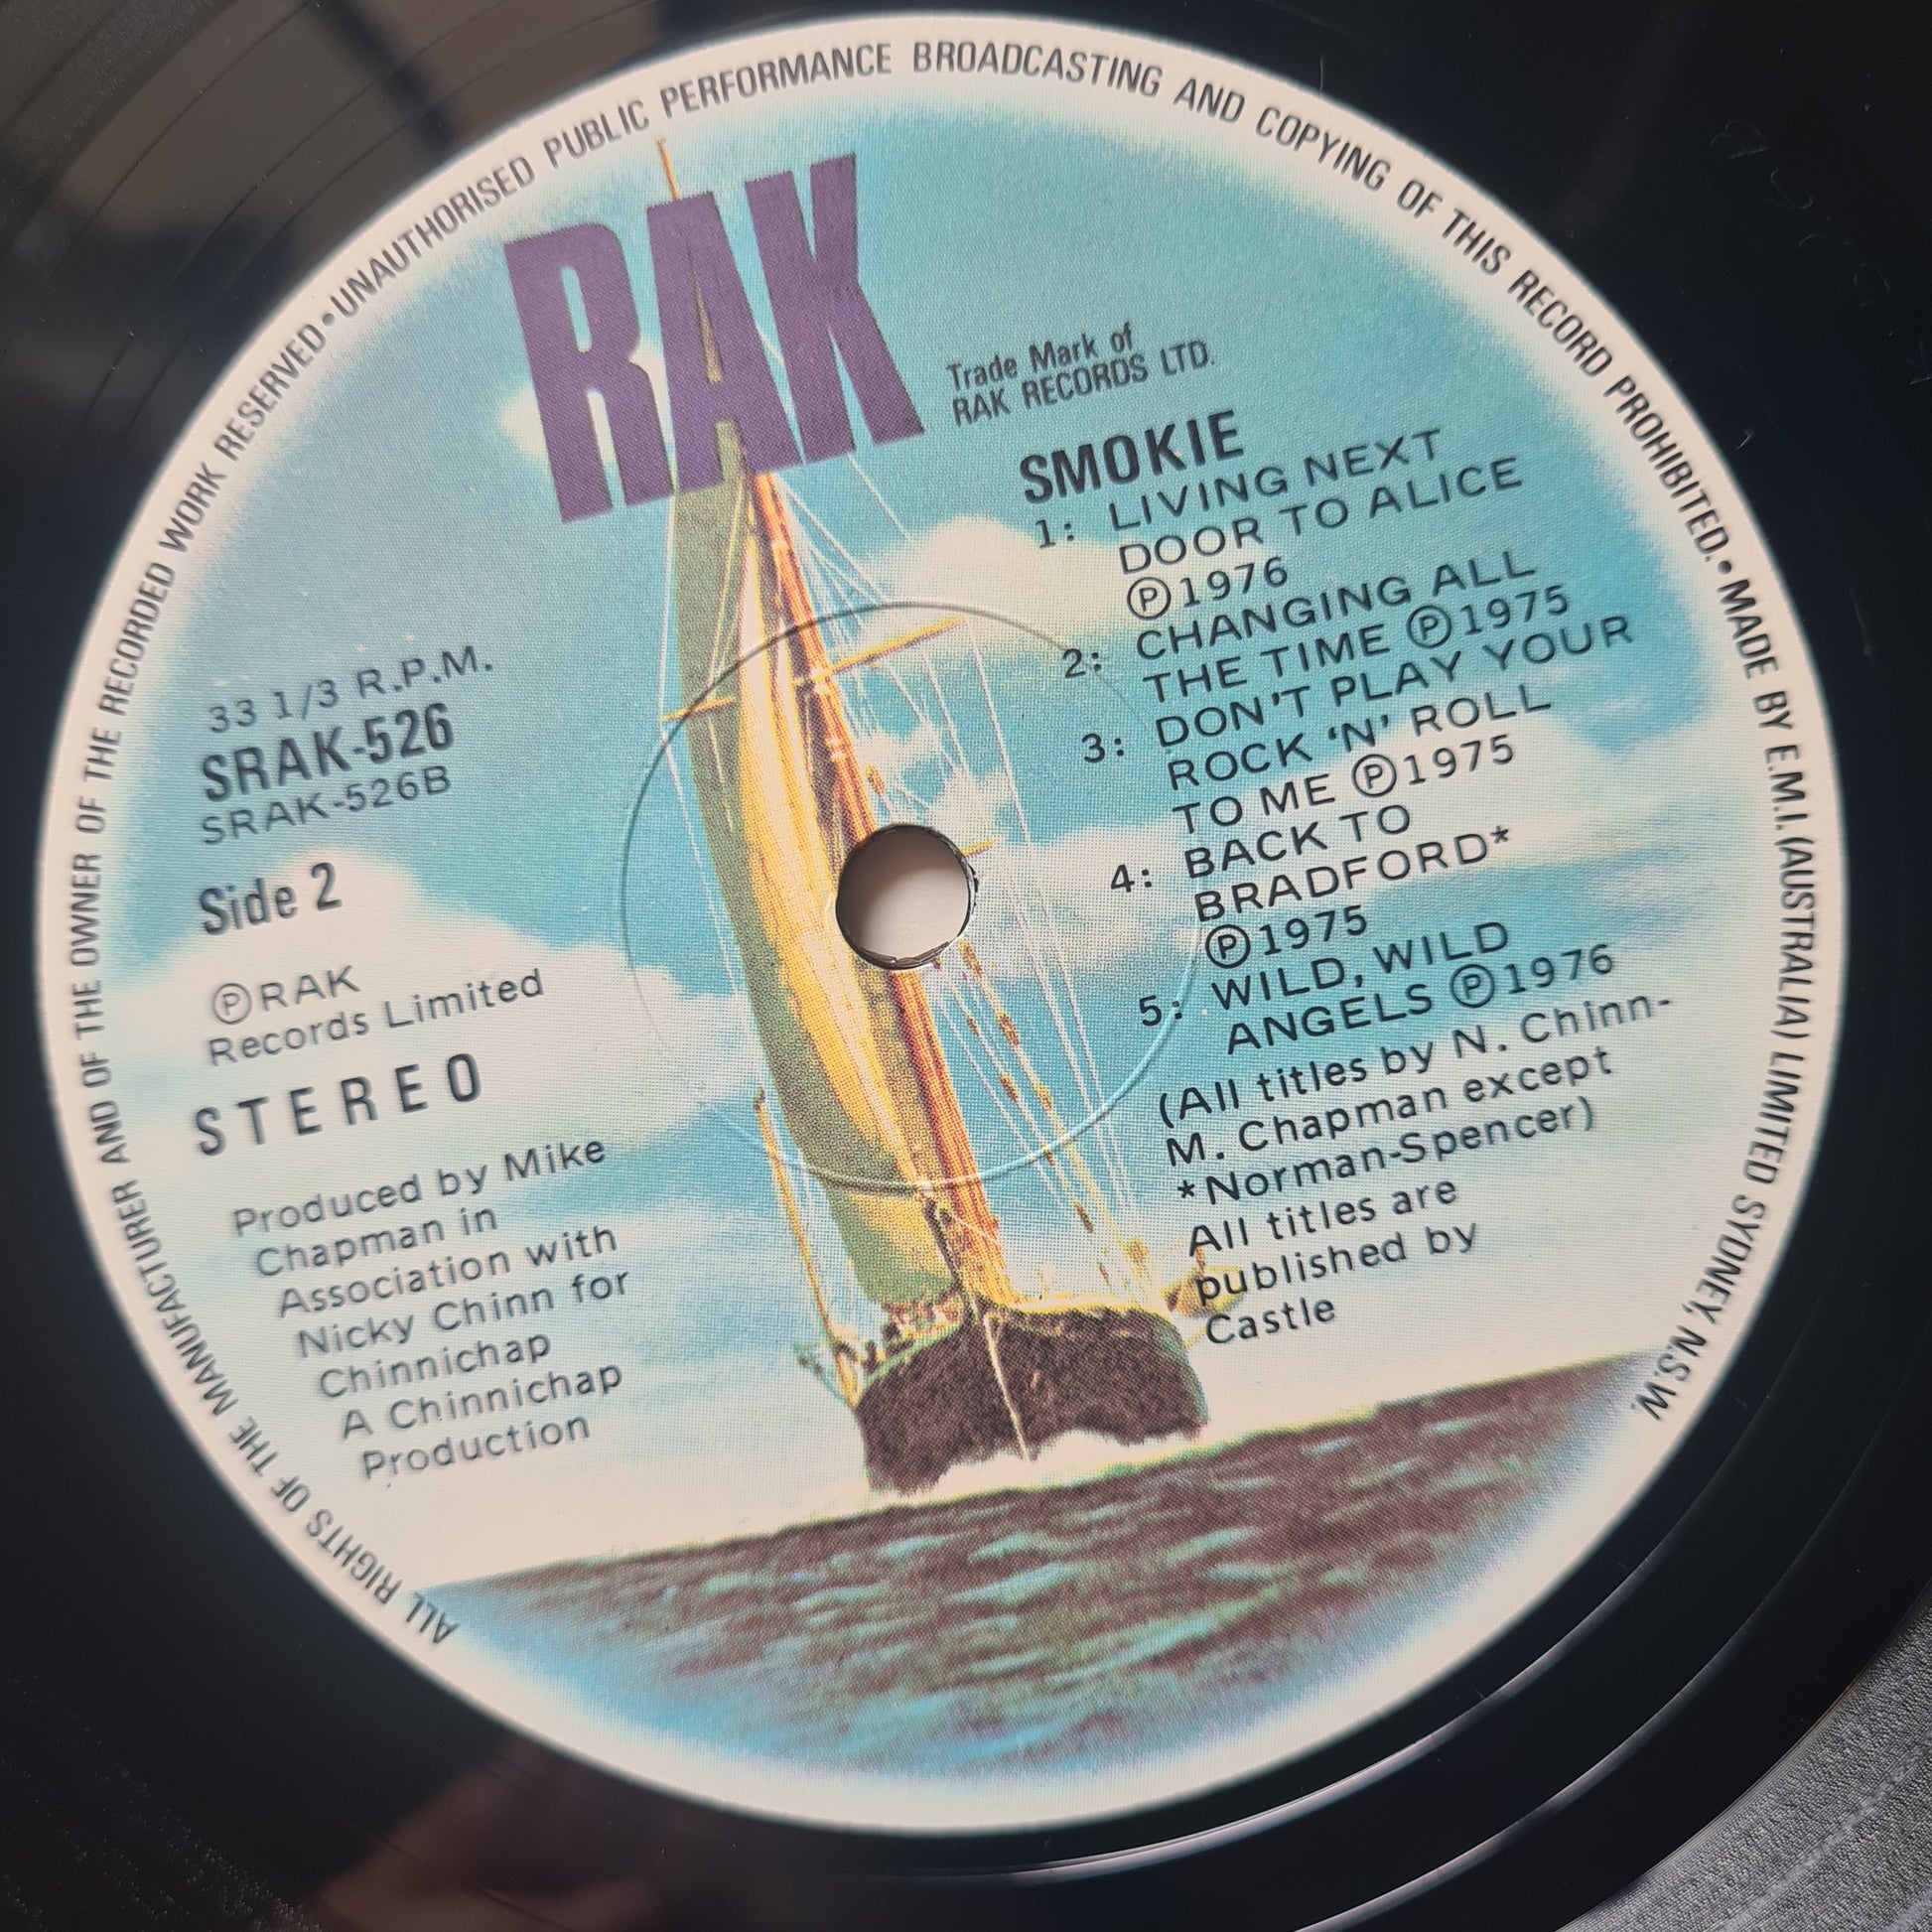 ALL RIGHTS OF THE MANUFACTURER AND OF THE OWNER OF THE RECORDED WORK RESERVED • UNAUTHORISED PUBLIC PERFORMANCE BROADCASTING AND COPYING OF THIS RECORD PROHIBITED. • MADE BY E.M.I. (AUSTRALIA) LIMITED SYDNEY, N.S.W.
RAK
Trade Mark of
RAK RECORDS LTD.
33 1/3 R.P.M.
SRAK-526
SRAK-526B
Side 2
Ⓟ RAK
Records Limited
STEREO
Produced by Mike
Chapman in
Association with
Nicky Chinn for
Chinnichap
A Chinnichap
Production
SMOKIE
1: LIVING NEXT
DOOR TO ALICE
Ⓟ 1976
2: CHANGING ALL
THE TIME Ⓟ 1975
3: DON'T PLAY YOUR
ROCK ‘N’ ROLL
TO ME Ⓟ 1975
4: BACK TO
BRADFORD*
Ⓟ 1975
5: WILD, WILD
ANGELS Ⓟ 1976
(All titles by N. Chinn-
M. Chapman except
*Norman-Spencer)
All titles are
published by
Castle